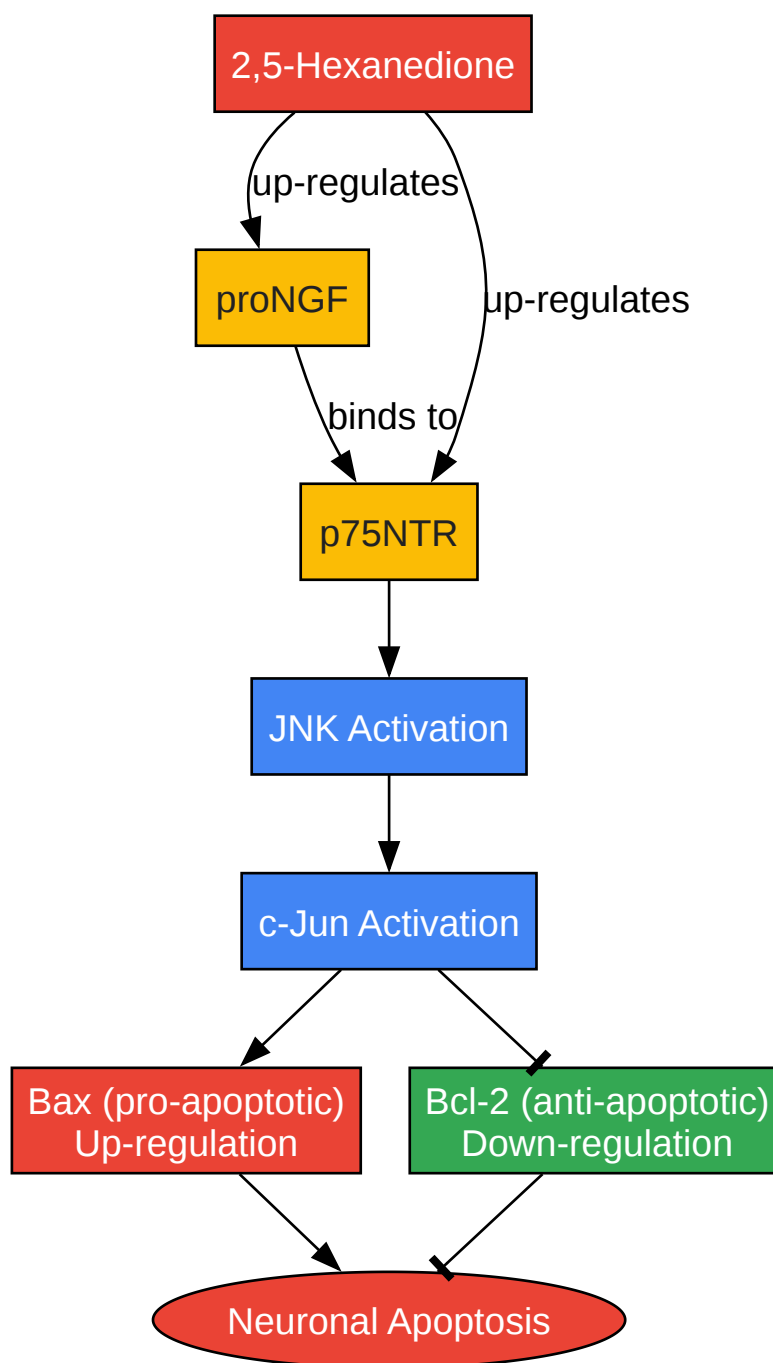 2,5-Hexanedione
up-regulates
proNGF
up-regulates
binds to
p75NTR
JNK Activation
c-Jun Activation
Bax (pro-apoptotic)
Up-regulation
Bcl-2 (anti-apoptotic)
Down-regulation
Neuronal Apoptosis